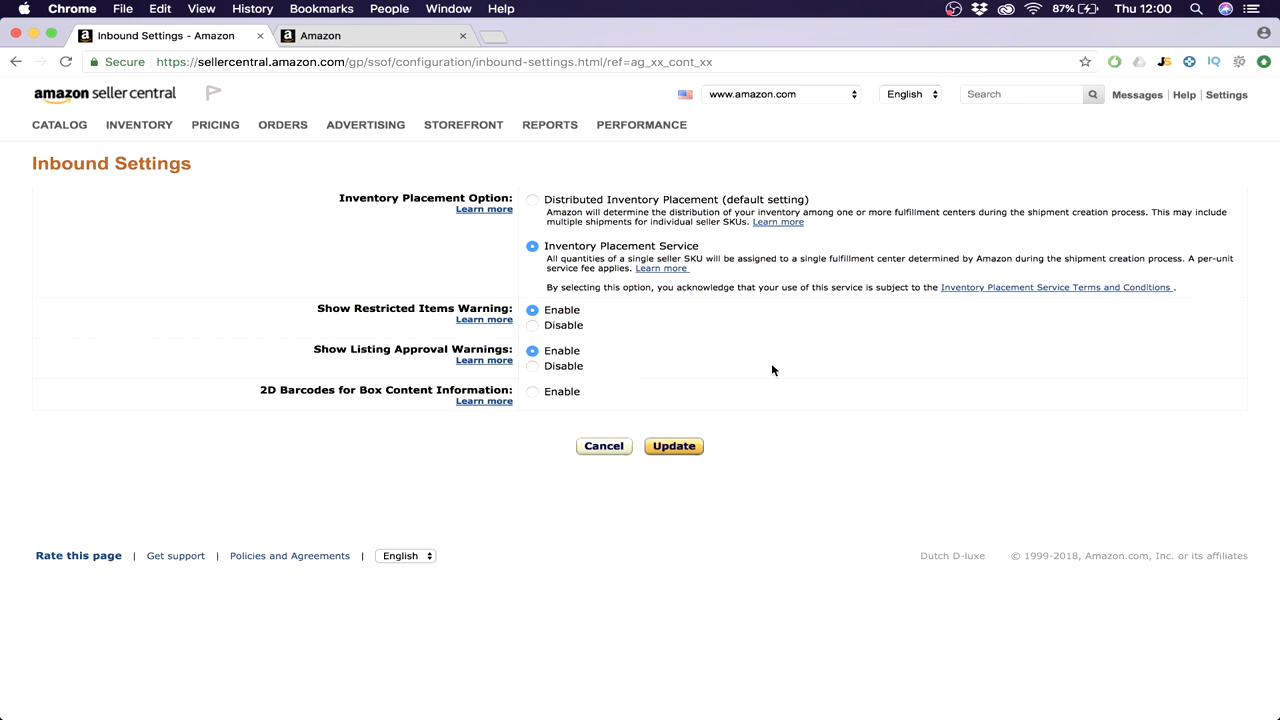 Chrome File Edit View History Bookmarks People Window Help 87% Thu 12:00
Inbound Settings - Amazon Amazon
Secure https://sellercentral.amazon.com/gp/ssof/configuration/inbound-settings.html/ref=ag_xx_cont_xx
amazon seller central www.amazon.com English Search Messages | Help | Settings
CATALOG INVENTORY PRICING ORDERS ADVERTISING STOREFRONT REPORTS PERFORMANCE
Inbound Settings
Inventory Placement Option:
Learn more
Distributed Inventory Placement (default setting)
Amazon will determine the distribution of your inventory among one or more fulfillment centers during the shipment creation process. This may include
multiple shipments for individual seller SKUs. Learn more
Inventory Placement Service
All quantities of a single seller SKU will be assigned to a single fulfillment center determined by Amazon during the shipment creation process. A per-unit
service fee applies. Learn more
By selecting this option, you acknowledge that your use of this service is subject to the Inventory Placement Service Terms and Conditions .
Show Restricted Items Warning:
Learn more
Enable
Disable
Show Listing Approval Warnings:
Learn more
Enable
Disable
2D Barcodes for Box Content Information:
Learn more
Enable
Cancel Update
Rate this page | Get support | Policies and Agreements | English Dutch D-luxe © 1999-2018, Amazon.com, Inc. or its affiliates